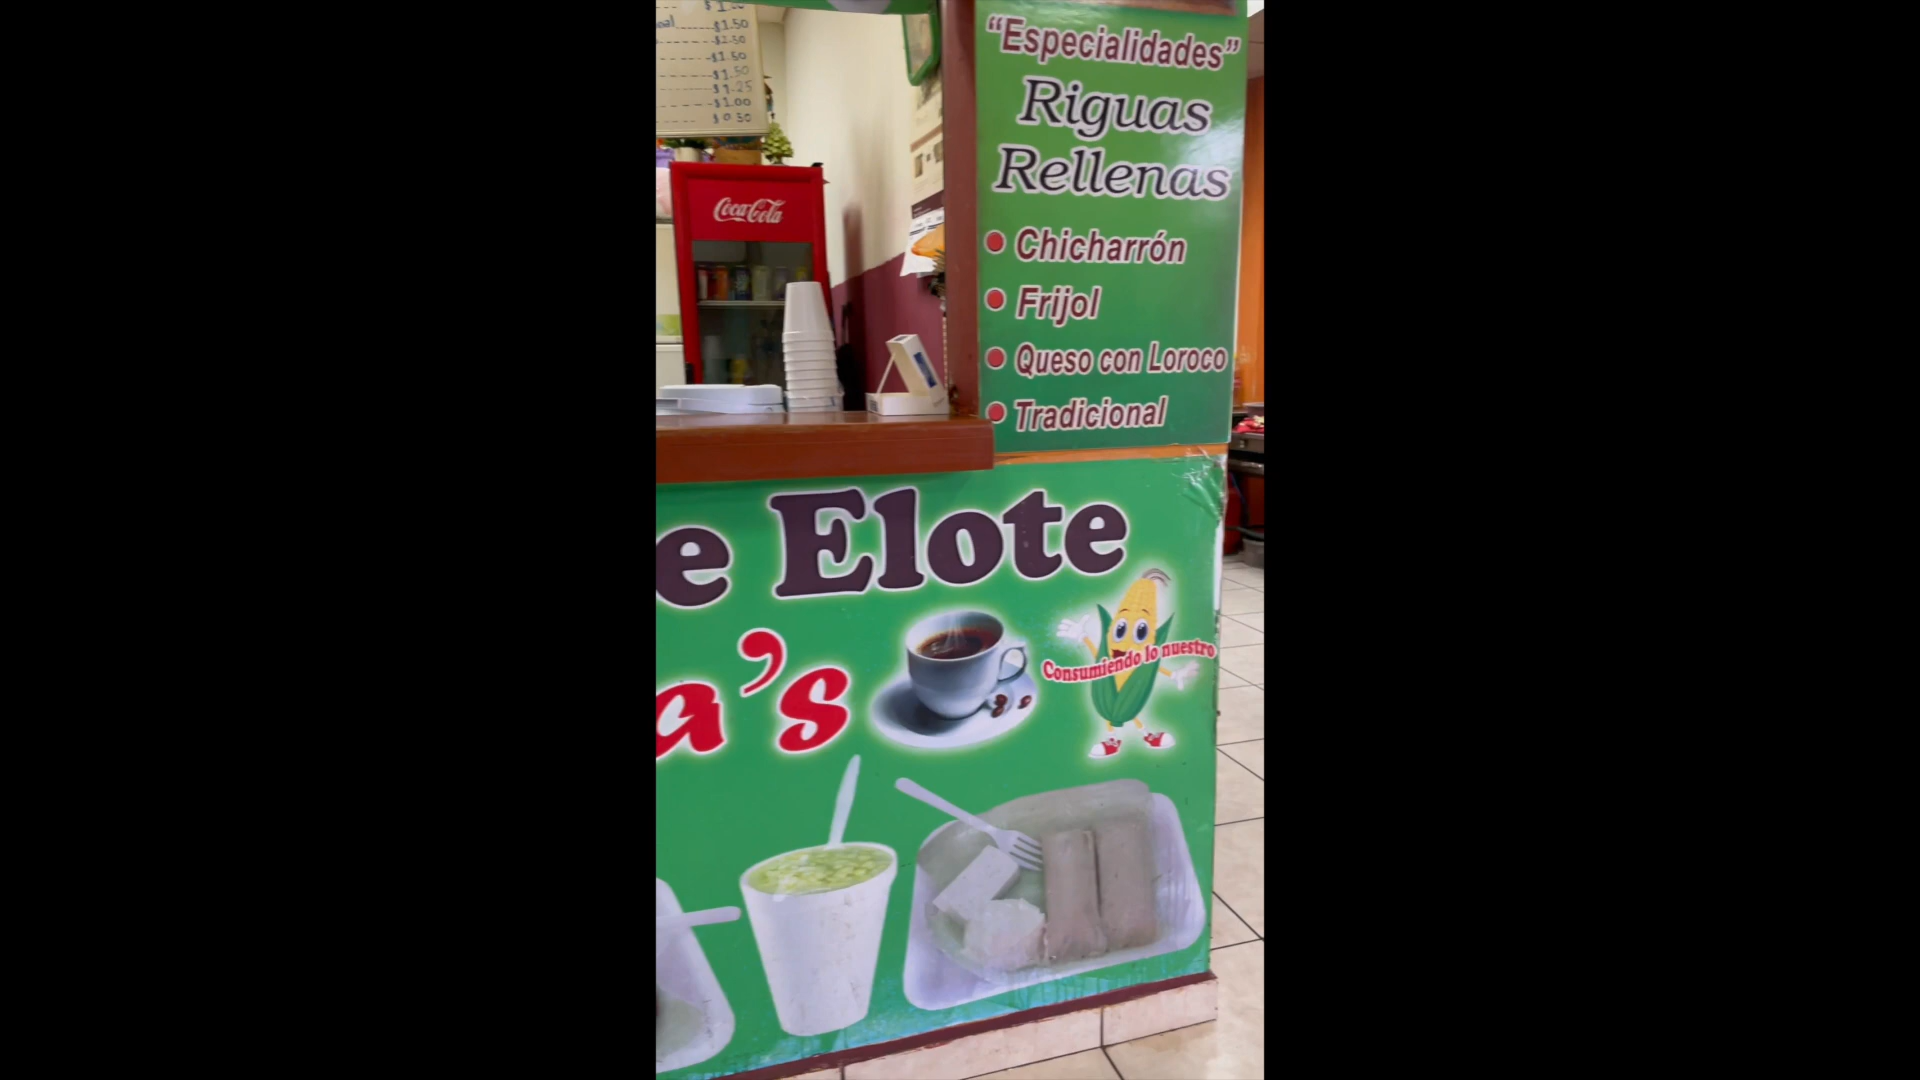 $1.50
$2.50
$1.50
$1.50
$1.25
$1.00
$0.50
Coca-Cola
“Especialidades”
Riguas
Rellenas
Chicharrón
Frijol
Queso con Loroco
Tradicional
e Elote
a's
Consumiendo lo nuestro